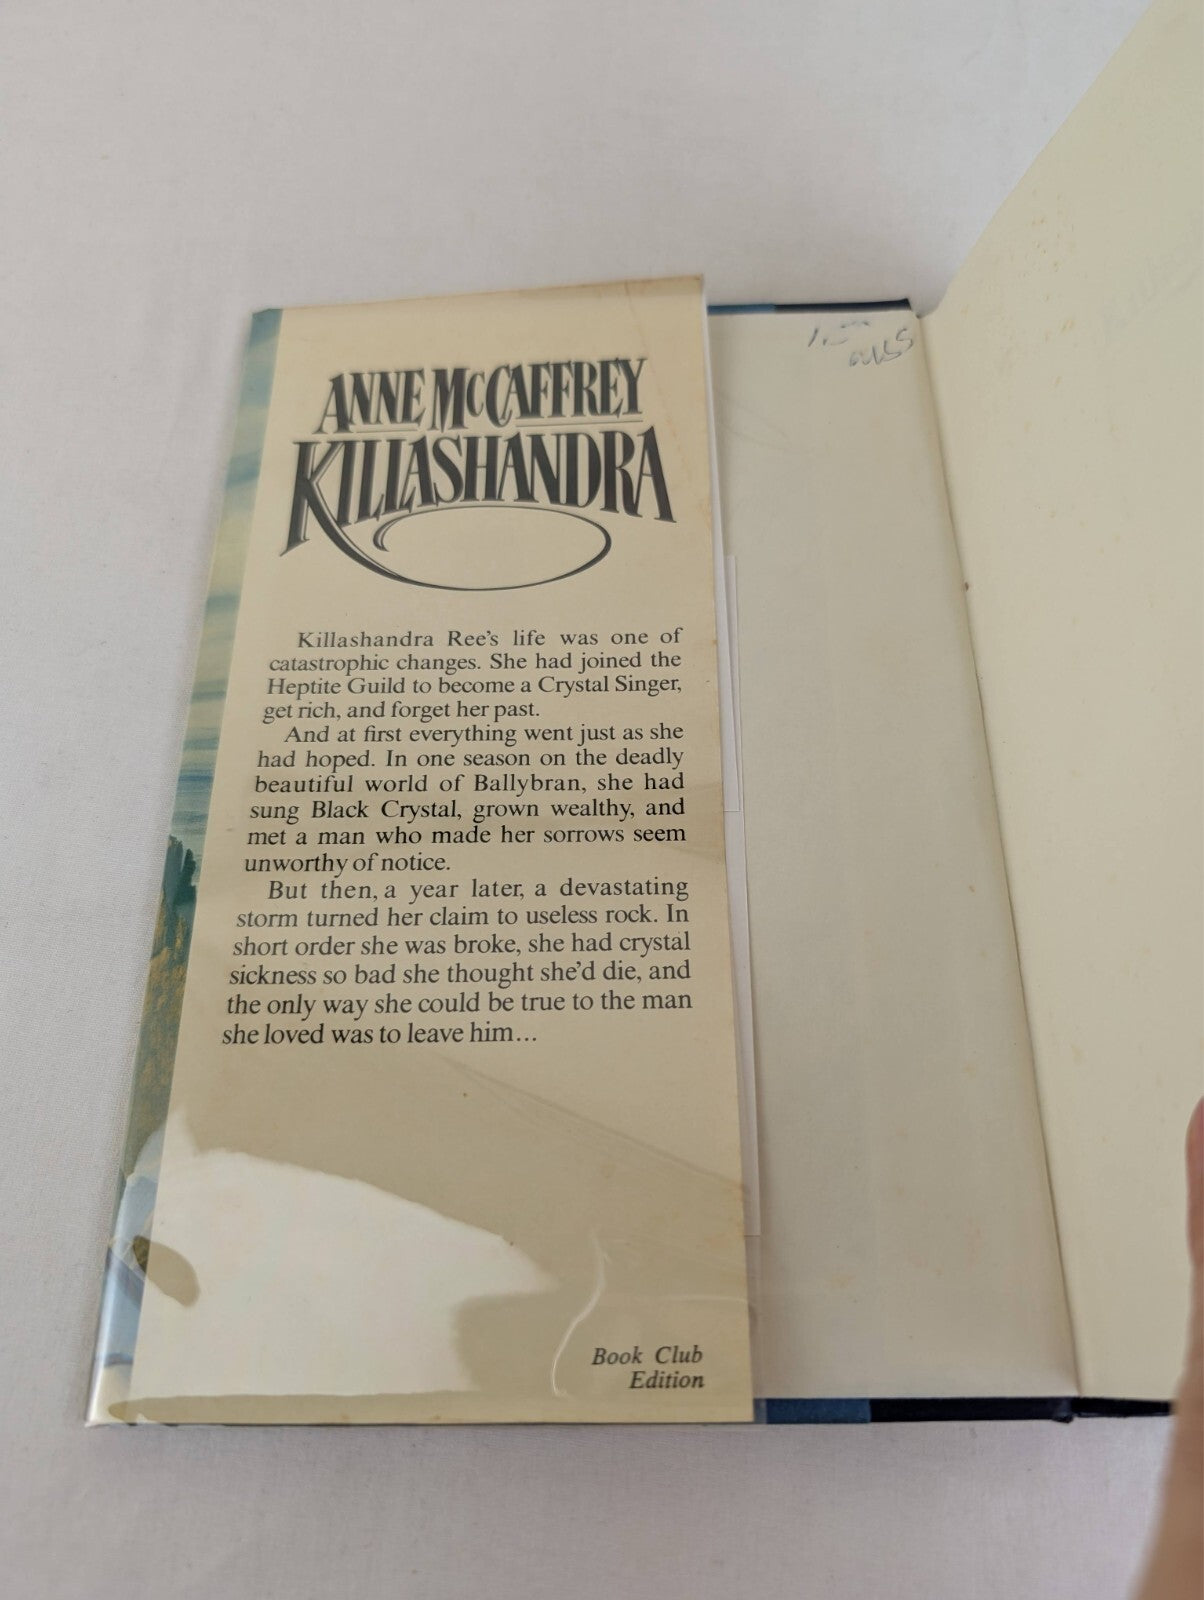 ANNE MCCAFFREY
KILLASHANDRA
Killashandra Ree's life was one of
catastrophic changes. She had joined the
Heptite Guild to become a Crystal Singer,
get rich, and forget her past.
And at first everything went just as she
had hoped. In one season on the deadly
beautiful world of Ballybran, she had
sung Black Crystal, grown wealthy, and
met a man who made her sorrows seem
unworthy of notice.
But then, a year later, a devastating
storm turned her claim to useless rock. In
short order she was broke, she had crystal
sickness so bad she thought she'd die, and
the only way she could be true to the man
she loved was to leave him...
Book Club
Edition